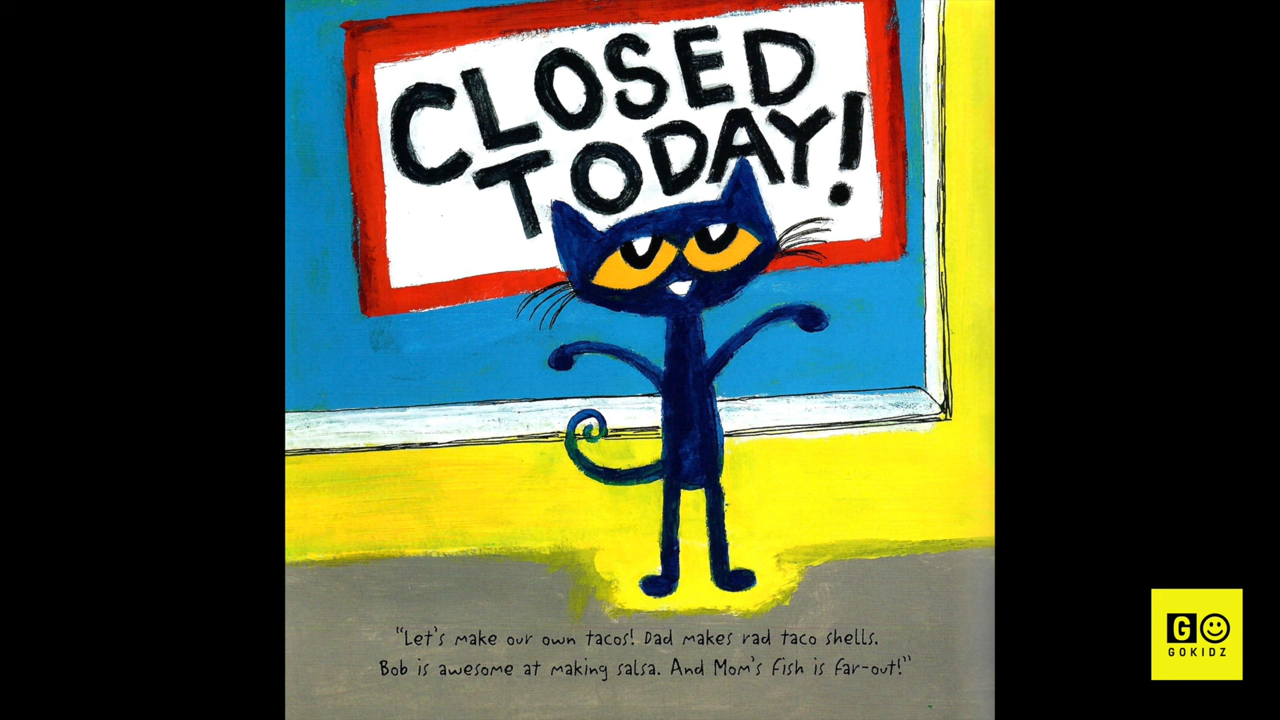 CLOSED
TODAY!
“Let’s make our own tacos! Dad makes rad taco shells.
Bob is awesome at making salsa. And Mom’s fish is far-out!”
GO
GOKIDZ